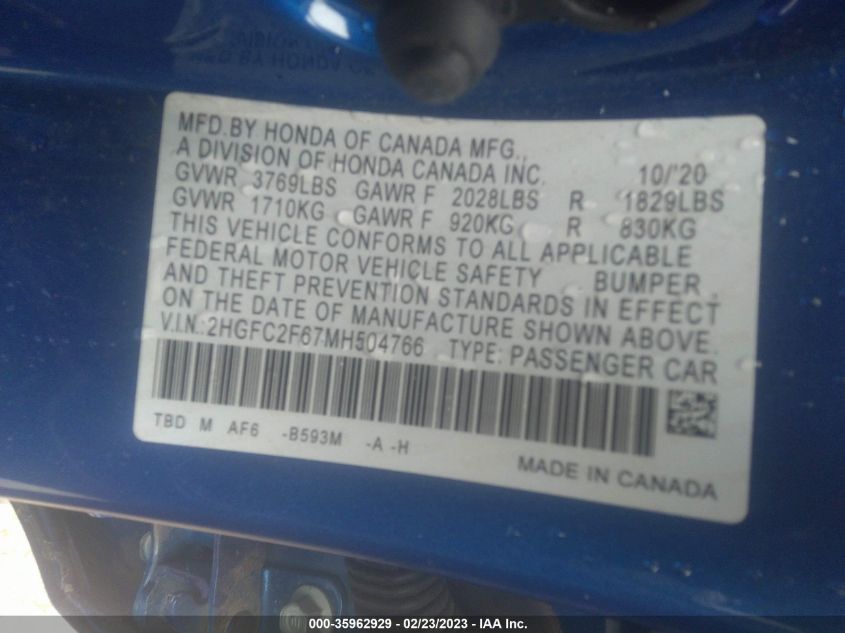 MFD.BY HONDA OF CANADA MFG.,
A DIVISION OF HONDA CANADA INC. 10/'20
GVWR 3769LBS GAWR F 2028LBS R 1829LBS
GVWR 1710KG GAWR F 920KG R 830KG
THIS VEHICLE CONFORMS TO ALL APPLICABLE
FEDERAL MOTOR VEHICLE SAFETY BUMPER,
AND THEFT PREVENTION STANDARDS IN EFFECT
ON THE DATE OF MANUFACTURE SHOWN ABOVE.
V.I.N.:2HGFC2F67MH504766 TYPE: PASSENGER CAR
TBD M AF6 -B593M -A -H
MADE IN CANADA
000-35962929 - 02/23/2023 - IAA Inc.